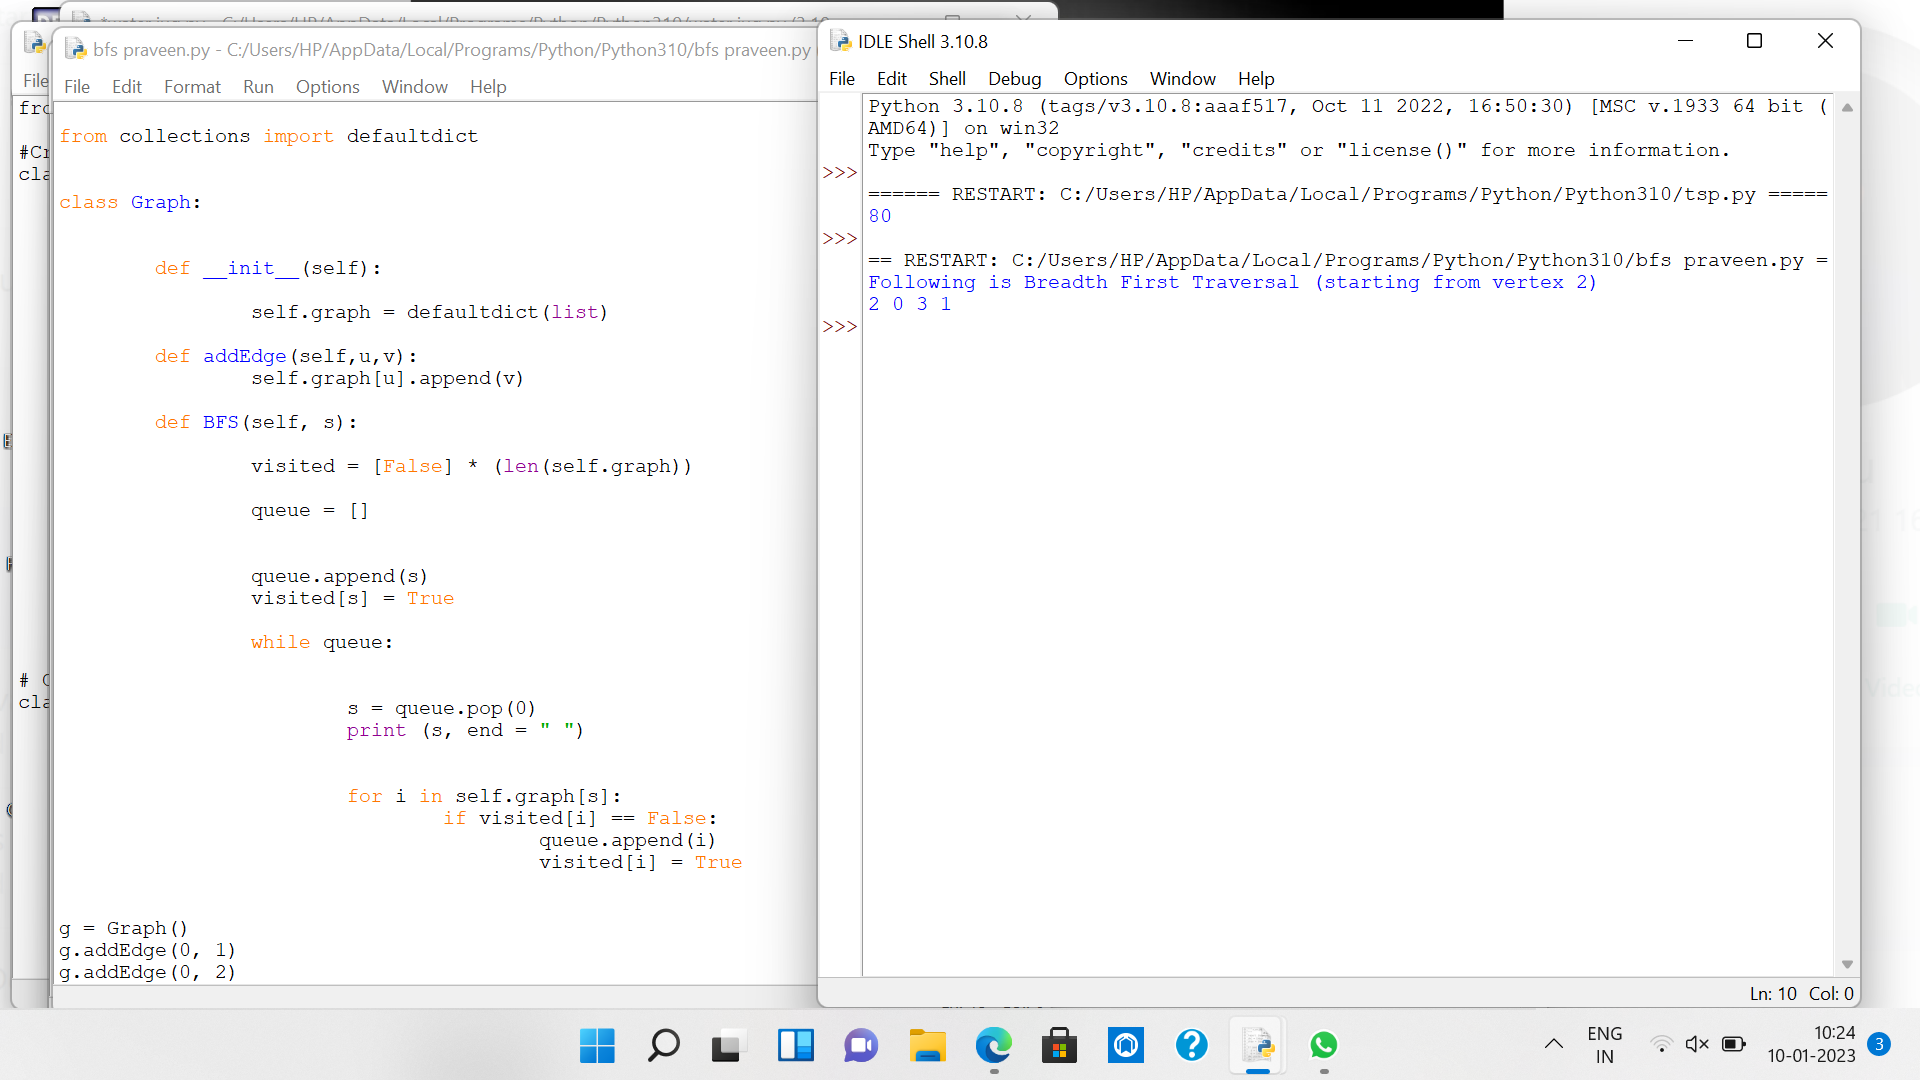 bfs praveen.py - C:/Users/HP/AppData/Local/Programs/Python/Python310/bfs praveen.py
File Edit Format Run Options Window Help
from collections import defaultdict
class Graph:
def __init__(self):
self.graph = defaultdict(list)
def addEdge(self,u,v):
self.graph[u].append(v)
def BFS(self, s):
visited = [False] * (len(self.graph))
queue = []
queue.append(s)
visited[s] = True
while queue:
s = queue.pop(0)
print (s, end = " ")
for i in self.graph[s]:
if visited[i] == False:
queue.append(i)
visited[i] = True
g = Graph()
g.addEdge(0, 1)
g.addEdge(0, 2)
File
#Cr
cla
# C
cla
IDLE Shell 3.10.8
File Edit Shell Debug Options Window Help
Python 3.10.8 (tags/v3.10.8:aaaf517, Oct 11 2022, 16:50:30) [MSC v.1933 64 bit (
AMD64)] on win32
Type "help", "copyright", "credits" or "license()" for more information.
>>>
====== RESTART: C:/Users/HP/AppData/Local/Programs/Python/Python310/tsp.py =====
80
>>>
== RESTART: C:/Users/HP/AppData/Local/Programs/Python/Python310/bfs praveen.py =
Following is Breadth First Traversal (starting from vertex 2)
2 0 3 1
>>>
Ln: 10 Col: 0
Video
ENG
IN
10:24
10-01-2023
3